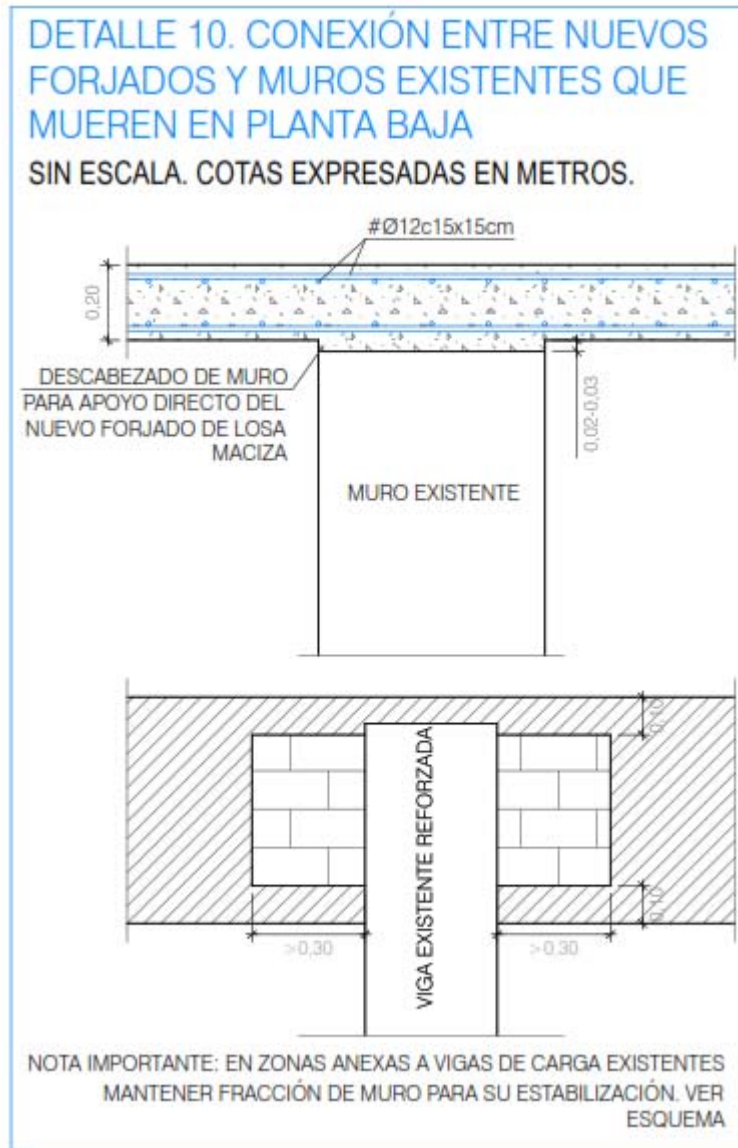 DETALLE 10. CONEXIÓN ENTRE NUEVOS
FORJADOS Y MUROS EXISTENTES QUE
MUEREN EN PLANTA BAJA
SIN ESCALA. COTAS EXPRESADAS EN METROS.
#Ø12c15x15cm
0,20
DESCABEZADO DE MURO
PARA APOYO DIRECTO DEL
NUEVO FORJADO DE LOSA
MACIZA
0,02-0,03
MURO EXISTENTE
0,10
VIGA EXISTENTE REFORZADA
0,10
>0,30
>0.30
NOTA IMPORTANTE: EN ZONAS ANEXAS A VIGAS DE CARGA EXISTENTES
MANTENER FRACCIÓN DE MURO PARA SU ESTABILIZACIÓN. VER
ESQUEMA